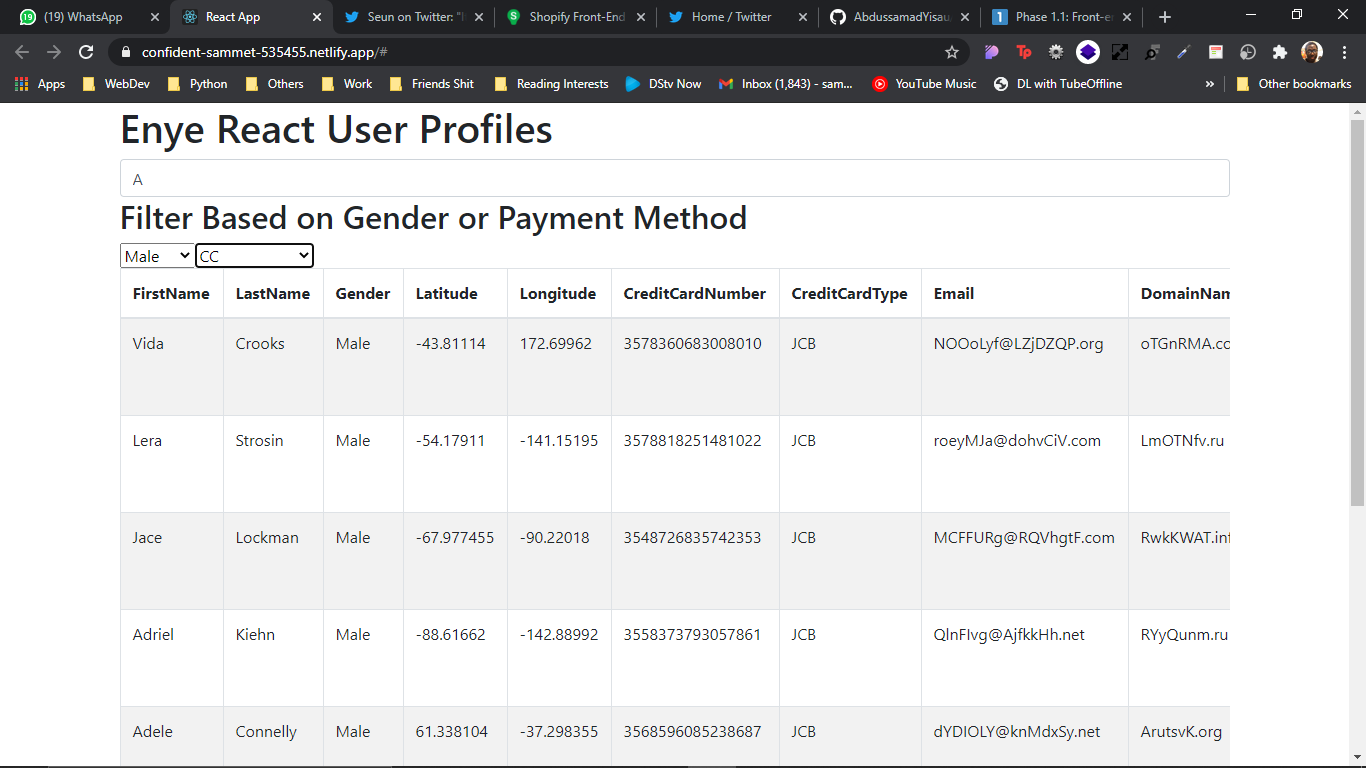 (19) WhatsApp
React App
Seun on Twitter: "I
Shopify Front-End
Home / Twitter
AbdussamadYisau
Phase 1.1: Front-e
confident-sammet-535455.netlify.app/#
Apps
WebDev
Python
Others
Work
Friends Shit
Reading Interests
DStv Now
Inbox (1,843) - sam...
YouTube Music
DL with TubeOffline
»
Other bookmarks
Enye React User Profiles
A
Filter Based on Gender or Payment Method
Male CC
FirstName LastName Gender Latitude Longitude CreditCardNumber CreditCardType Email DomainNam
Vida Crooks Male -43.81114 172.69962 3578360683008010 JCB NOOoLyf@LZjDZQP.org oTGnRMA.co
Lera Strosin Male -54.17911 -141.15195 3578818251481022 JCB roeyMJa@dohvCiV.com LmOTNfv.ru
Jace Lockman Male -67.977455 -90.22018 3548726835742353 JCB MCFFURg@RQVhgtF.com RwkKWAT.inf
Adriel Kiehn Male -88.61662 -142.88992 3558373793057861 JCB QlnFIvg@AjfkkHh.net RYyQunm.ru
Adele Connelly Male 61.338104 -37.298355 3568596085238687 JCB dYDIOLY@knMdxSy.net ArutsvK.org